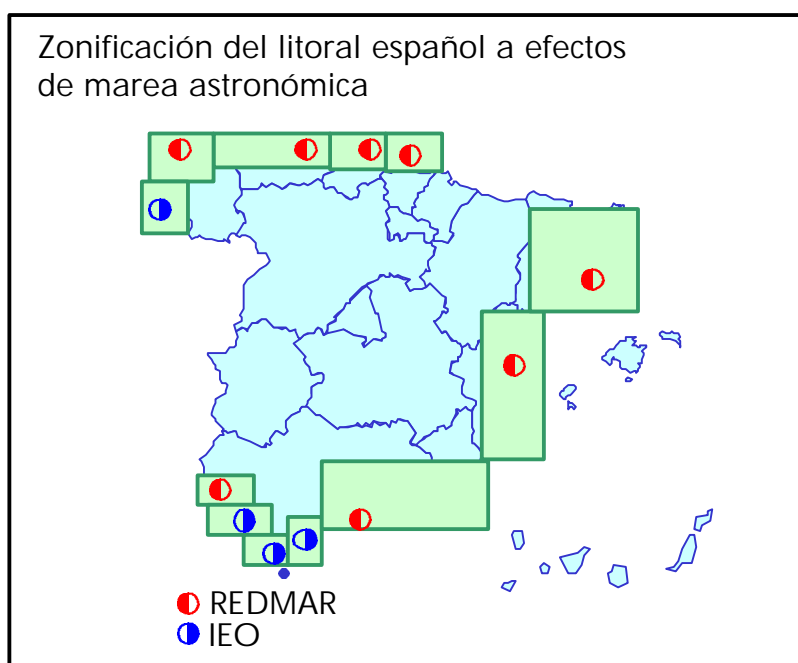 Zonificación del litoral español a efectos
de marea astronómica
REDMAR
IEO